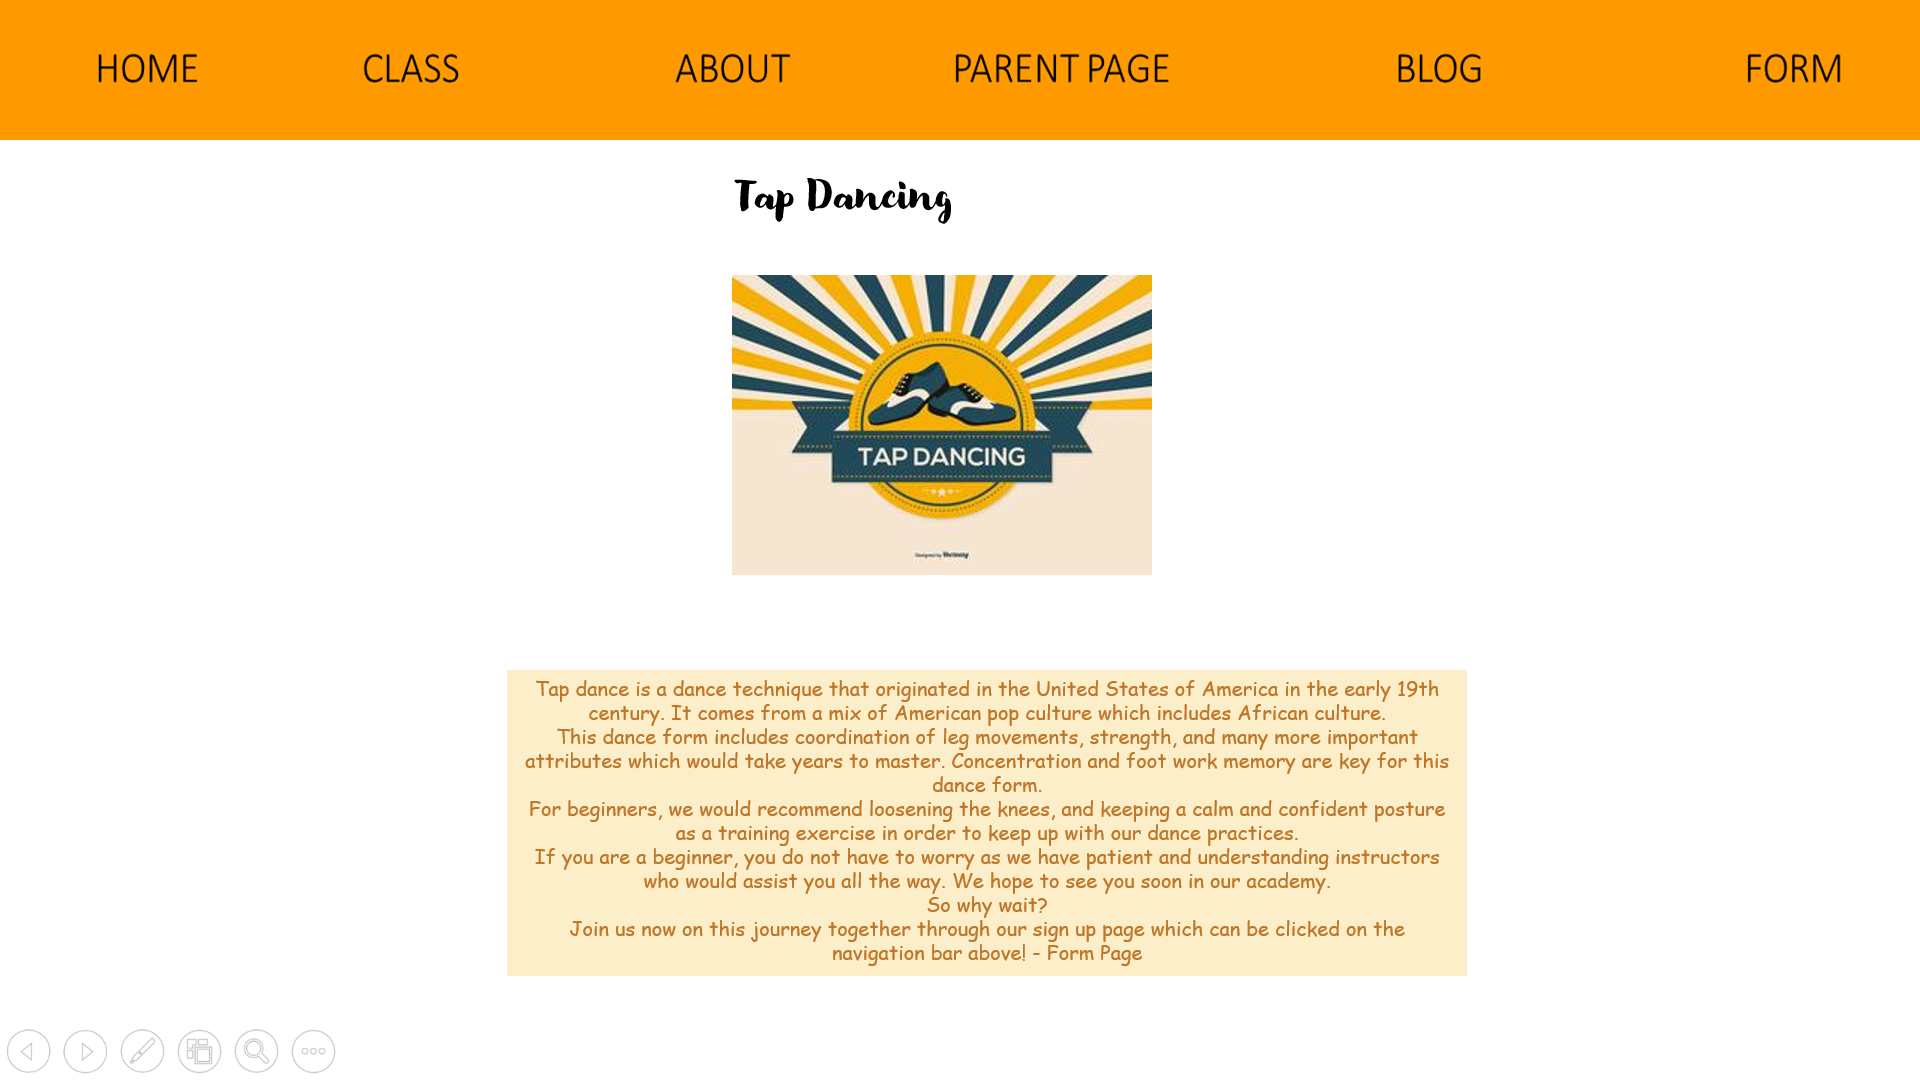 HOME CLASS ABOUT PARENT PAGE BLOG FORM
Tap Dancing
TAP DANCING
Designed by Vecteezy
Tap dance is a dance technique that originated in the United States of America in the early 19th
century. It comes from a mix of American pop culture which includes African culture.
This dance form includes coordination of leg movements, strength, and many more important
attributes which would take years to master. Concentration and foot work memory are key for this
dance form.
For beginners, we would recommend loosening the knees, and keeping a calm and confident posture
as a training exercise in order to keep up with our dance practices.
If you are a beginner, you do not have to worry as we have patient and understanding instructors
who would assist you all the way. We hope to see you soon in our academy.
So why wait?
Join us now on this journey together through our sign up page which can be clicked on the
navigation bar above! - Form Page